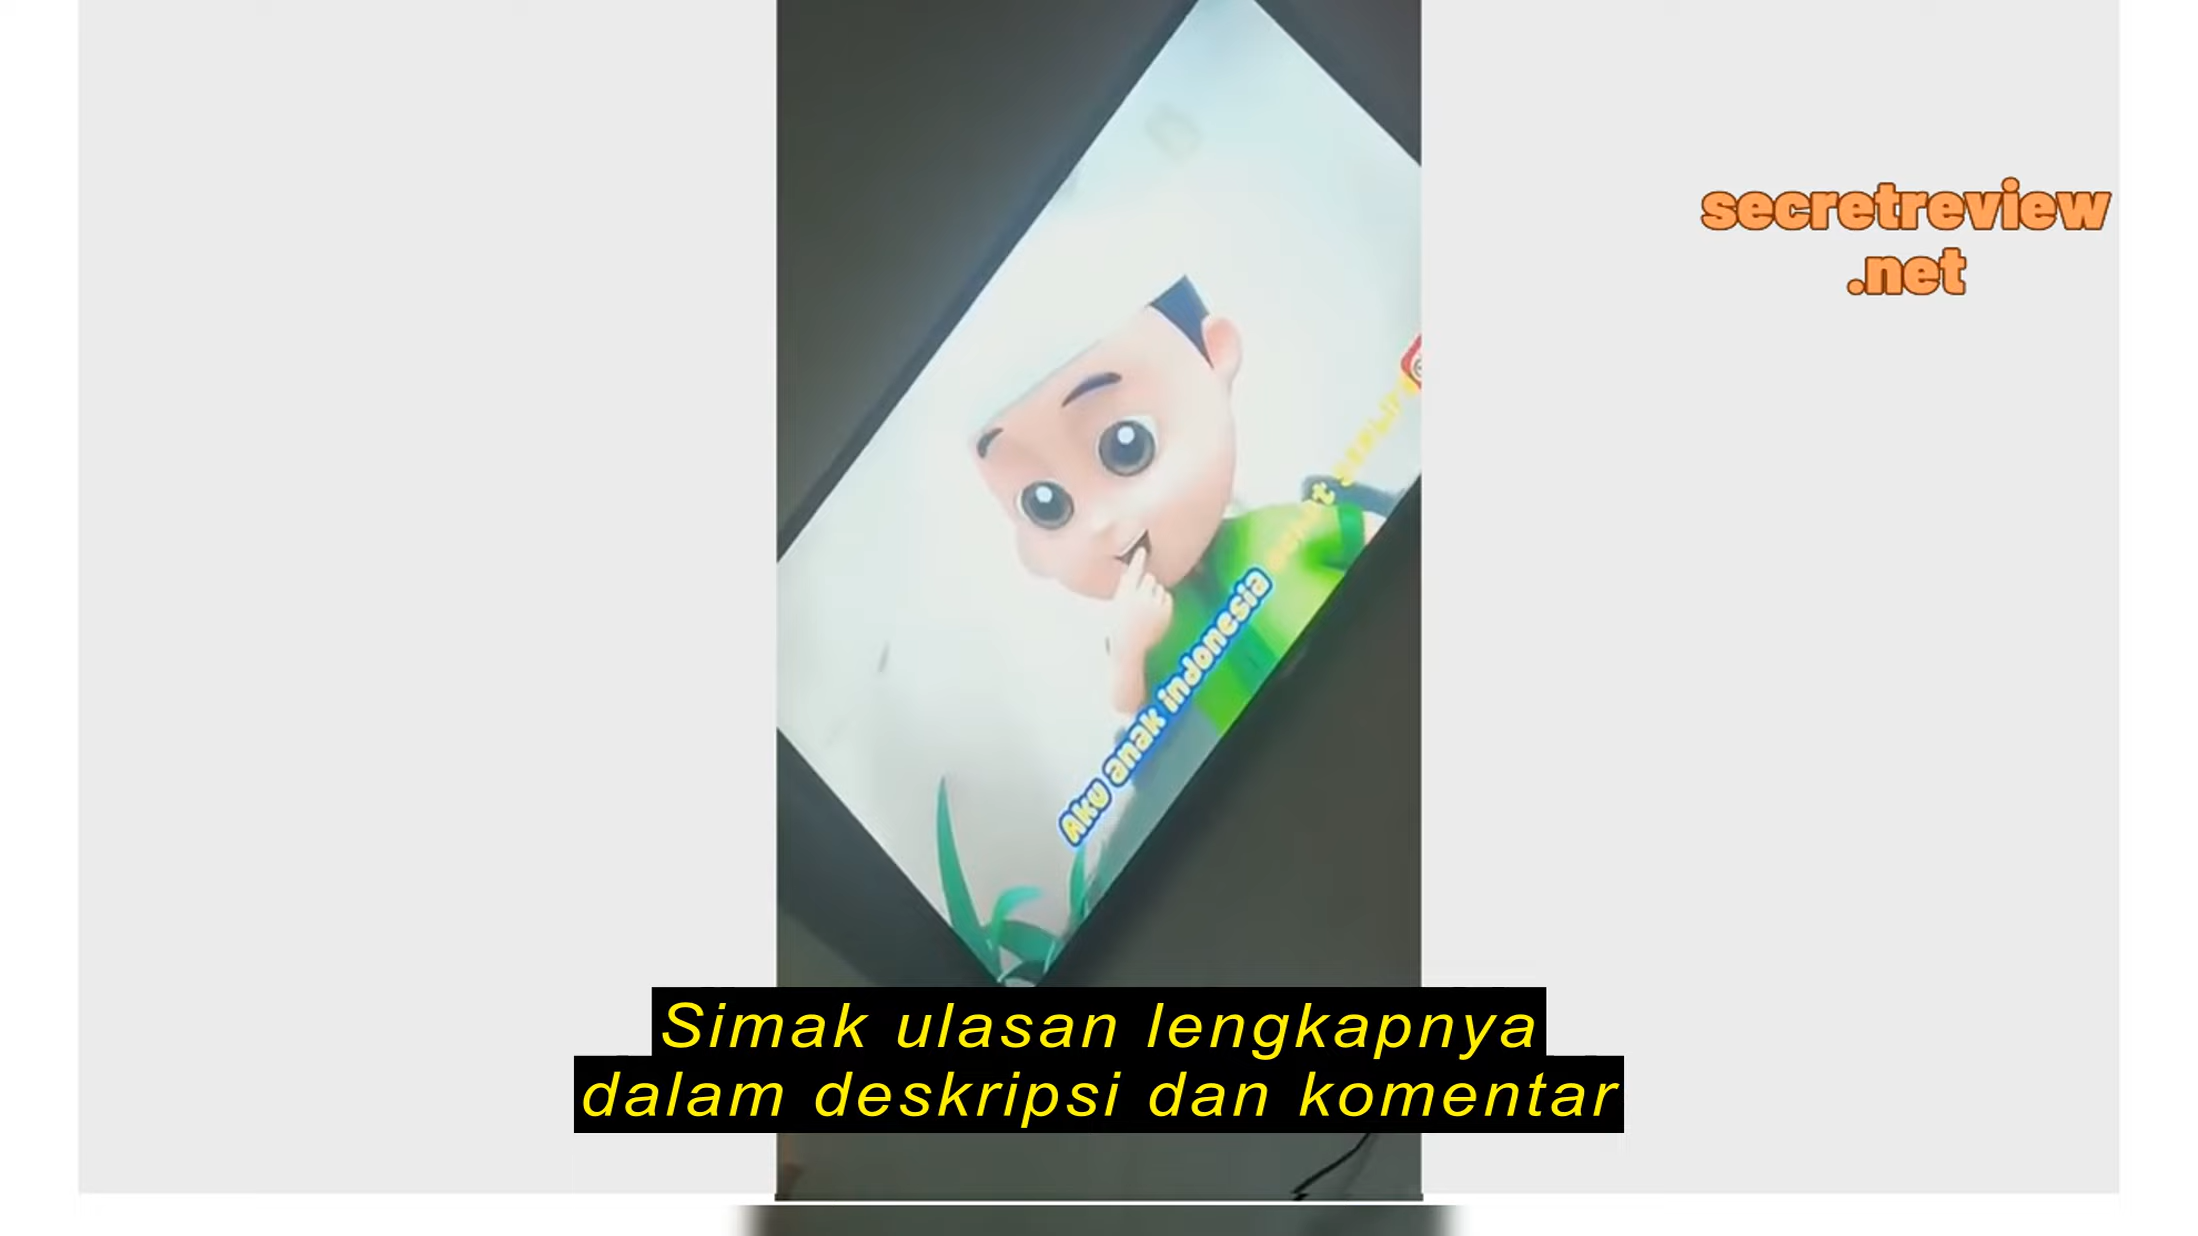 secretreview
.net
Aku anak indonesia
Simak ulasan lengkapnya
dalam deskripsi dan komentar